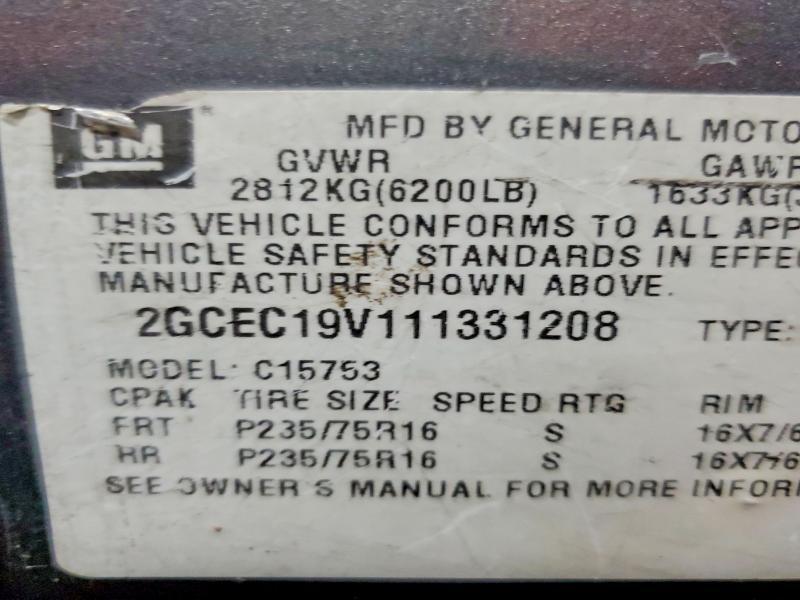 GM ®
MFD BY GENERAL MOTO
GVWR GAWR
2812KG(6200LB) 1633KG(3
THIS VEHICLE CONFORMS TO ALL APP
VEHICLE SAFETY STANDARDS IN EFFE
MANUFACTURE SHOWN ABOVE.
2GCEC19V111331208 TYPE:
MODEL: C15753
CPAK TIRE SIZE SPEED RTG RIM
FRT P235/75R16 S 16X7/6
RR P235/75R16 S 16X7/6
SEE OWNER'S MANUAL FOR MORE INFOR